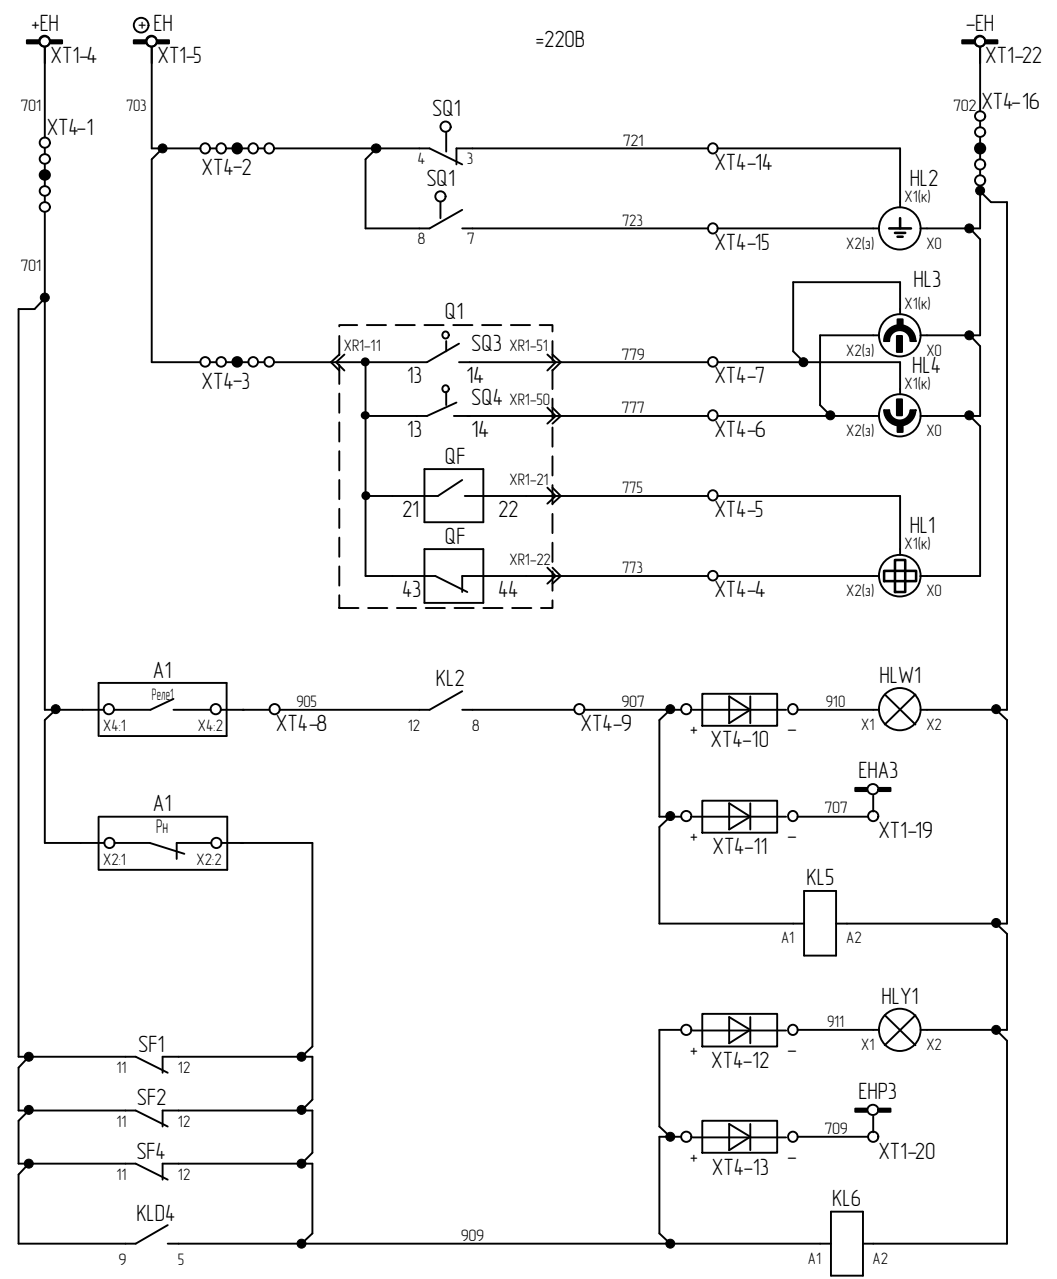 +EH
⊕ EH
=220В
–EH
XT1-4
XT1-5
XT1-22
701
703
702
XT4-16
XT4-1
SQ1
721
4
3
XT4-2
XT4-14
HL2
X1(к)
SQ1
723
8
7
XT4-15
X2(з)
X0
701
HL3
X1(к)
Q1
XR1-11
SQ3
XR1-51
779
X2(з)
X0
13
14
XT4-3
XT4-7
HL4
X1(к)
SQ4
XR1-50
777
13
14
XT4-6
X2(з)
X0
QF
XR1-21
775
21
22
XT4-5
HL1
X1(к)
QF
XR1-22
773
43
44
XT4-4
X2(з)
X0
A1
KL2
HLW1
Реле1
905
907
910
X4:1
X4:2
XT4-8
12
8
XT4-9
+
XT4-10
–
X1
X2
EHA3
A1
Рн
707
X2:1
X2:2
+
XT4-11
–
XT1-19
KL5
A1
A2
HLY1
911
SF1
11
12
+
XT4-12
–
X1
X2
SF2
EHP3
11
12
709
SF4
11
12
+
XT4-13
–
XT1-20
KLD4
KL6
909
9
5
A1
A2